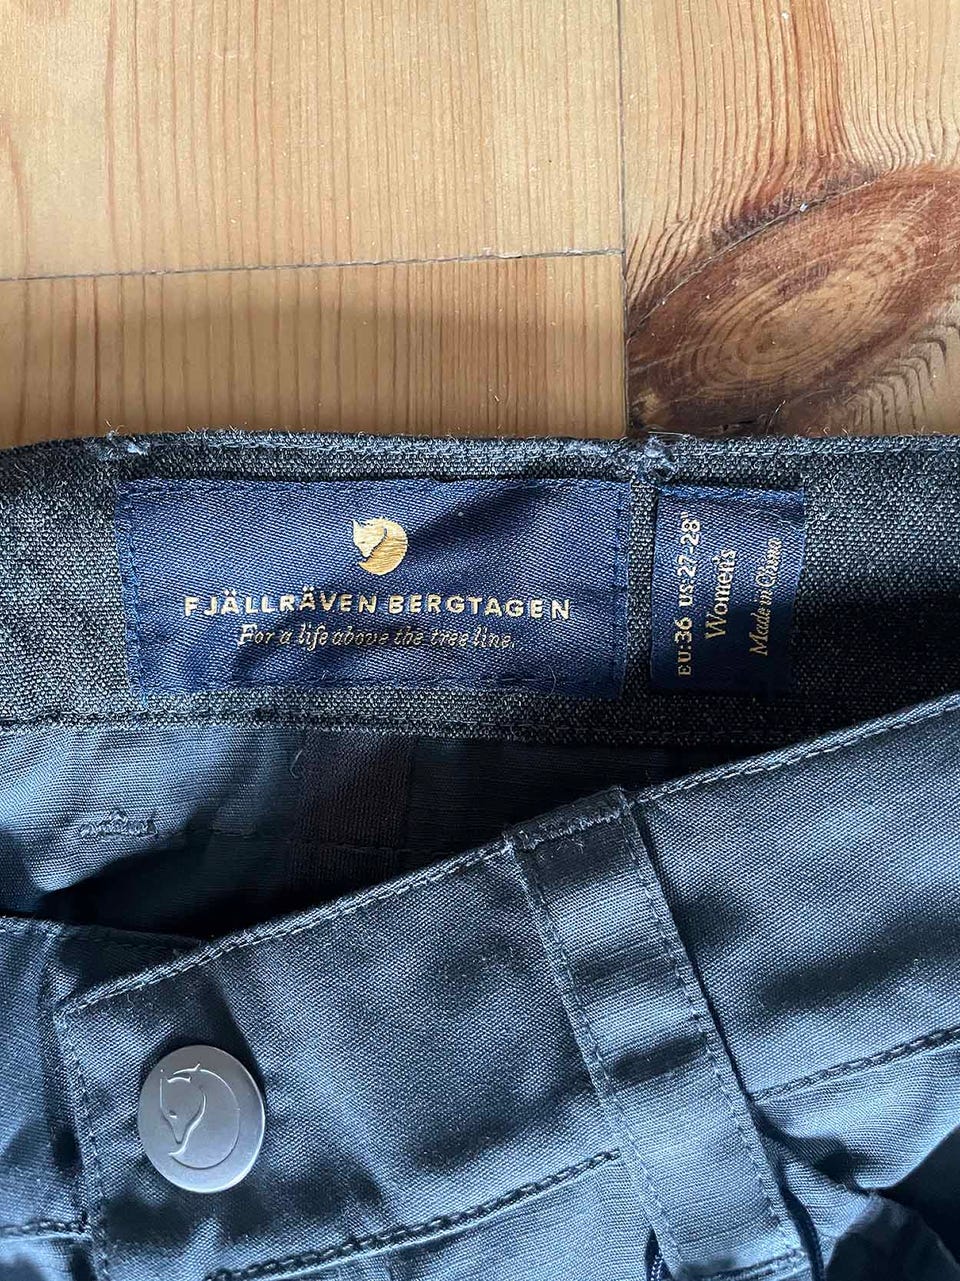 FJÄLLRÄVEN BERGTAGEN
For a life above the tree line.
EU:36 US:27-28"
Women's
Made in China